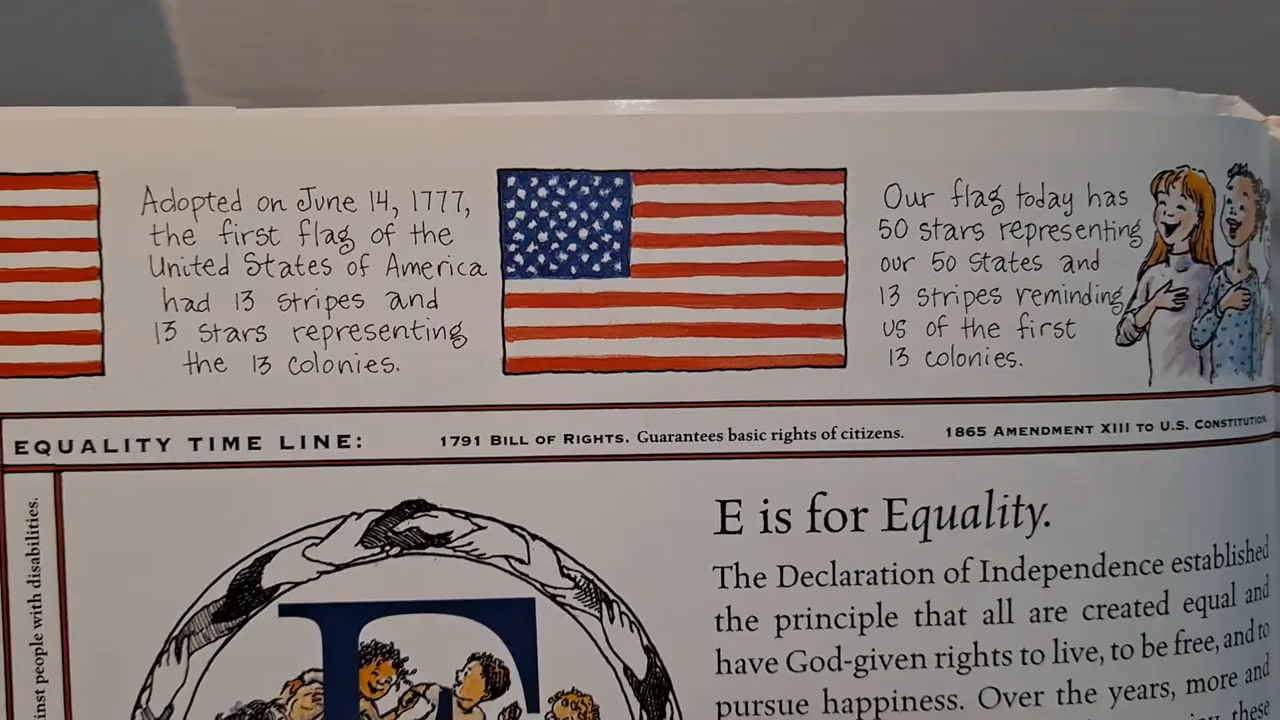 Adopted on June 14, 1777,
the first flag of the
United States of America
had 13 stripes and
13 stars representing
the 13 colonies.
Our flag today has
50 stars representing
our 50 states and
13 stripes reminding
us of the first
13 colonies.
EQUALITY TIME LINE:
1791 BILL OF RIGHTS. Guarantees basic rights of citizens.
1865 AMENDMENT XIII TO U.S. CONSTITUTION
people with disabilities.
E
E is for Equality.
The Declaration of Independence established
the principle that all are created equal and
have God-given rights to live, to be free, and to
pursue happiness. Over the years, more and
these